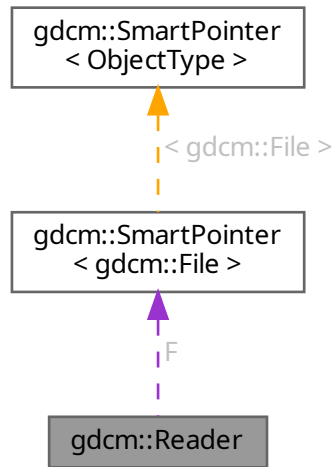 gdcm::SmartPointer
< ObjectType >
< gdcm::File >
gdcm::SmartPointer
< gdcm::File >
F
gdcm::Reader